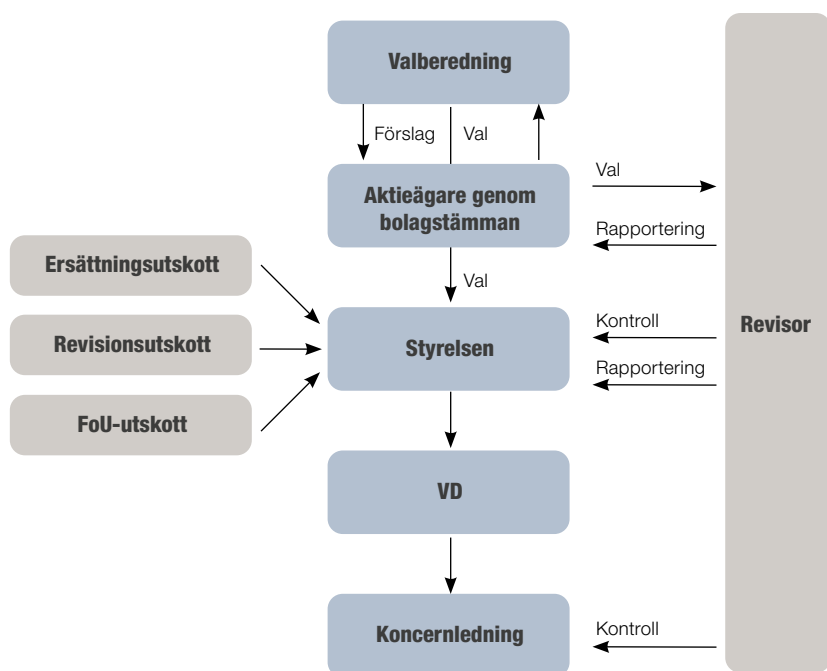 Valberedning
Förslag
Val
Aktieägare genom
bolagstämman
Val
Rapportering
Val
Ersättningsutskott
Revisionsutskott
FoU-utskott
Styrelsen
Kontroll
Rapportering
Revisor
VD
Koncernledning
Kontroll